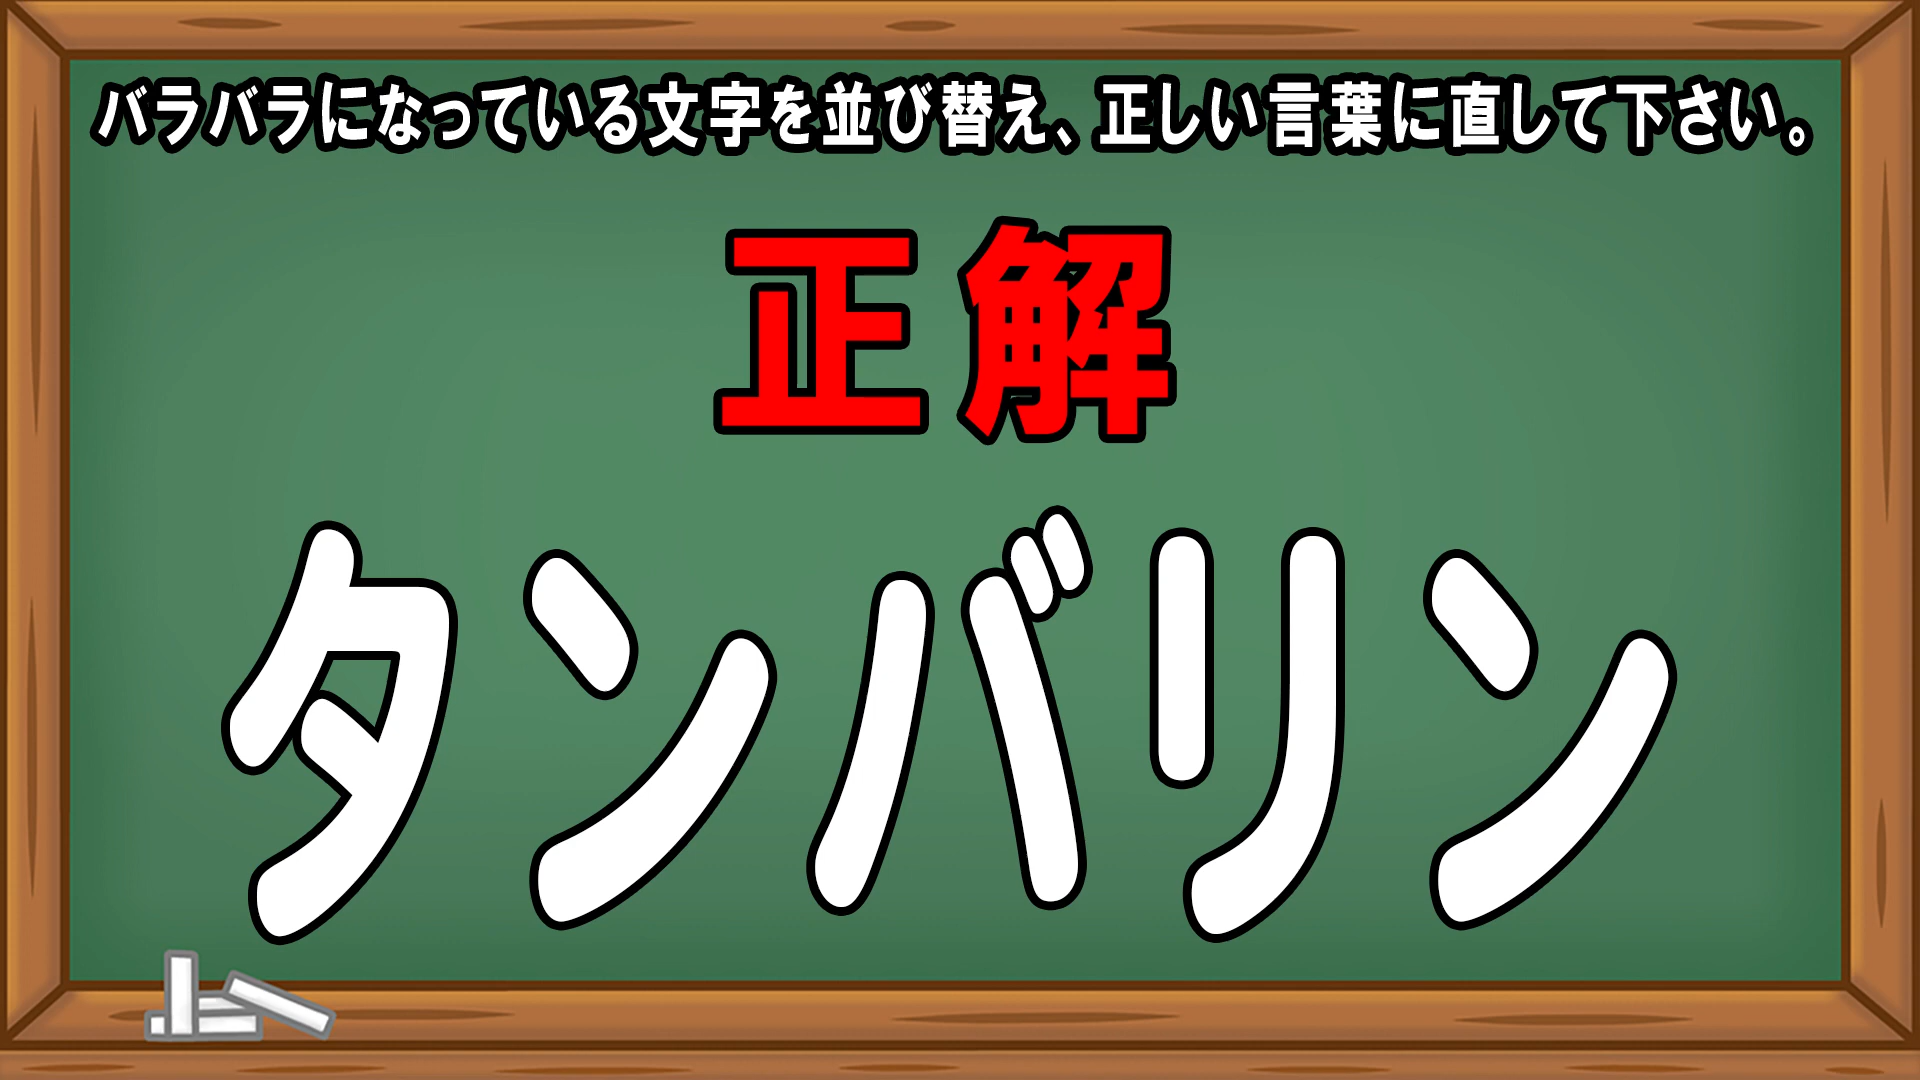 バラバラになっている文字を並び替え、正しい言葉に直して下さい。
正解
タンバリン